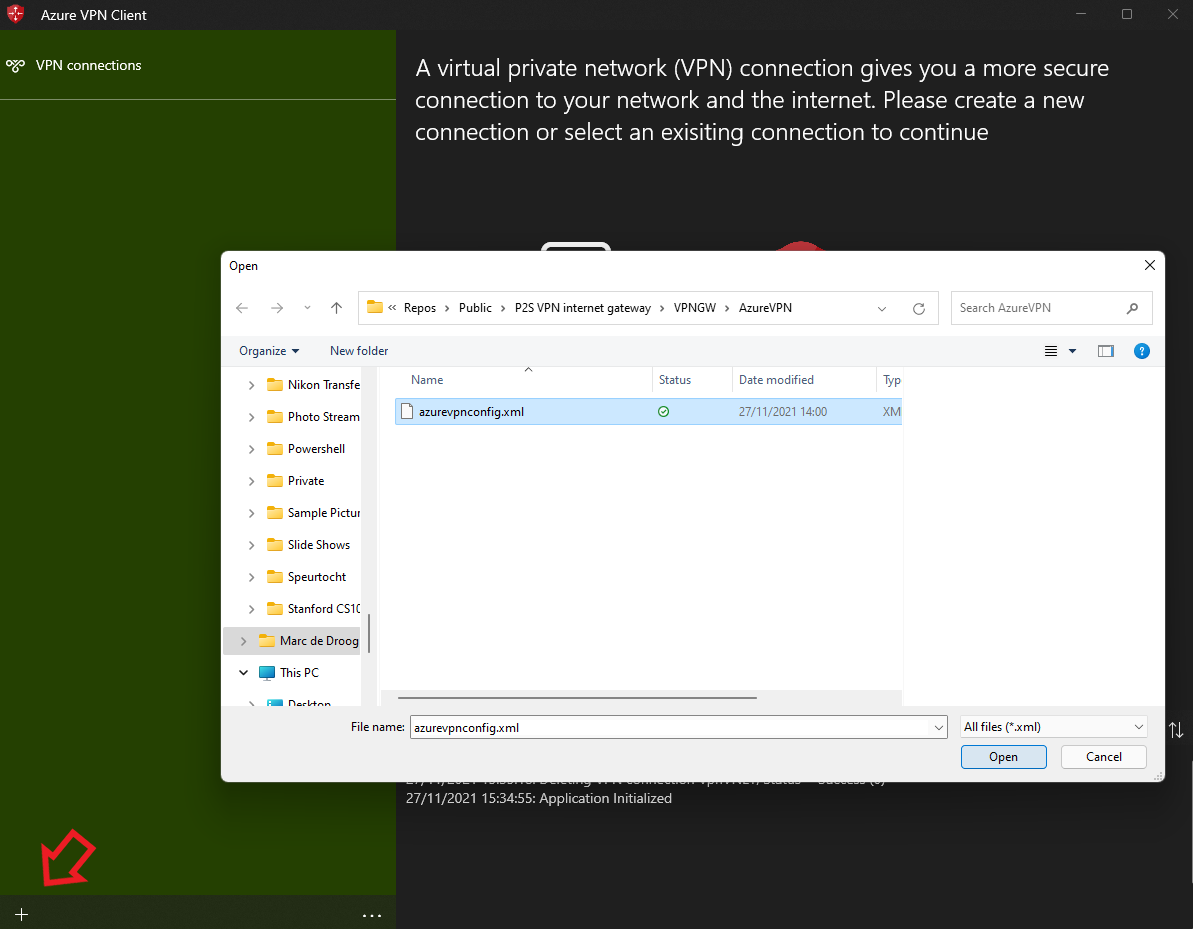 Azure VPN Client
VPN connections
A virtual private network (VPN) connection gives you a more secure
connection to your network and the internet. Please create a new
connection or select an exisiting connection to continue
Open
« Repos > Public > P2S VPN internet gateway > VPNGW > AzureVPN
Search AzureVPN
Organize
New folder
?
Name
Status
Date modified
Typ
azurevpnconfig.xml
27/11/2021 14:00
XM
Nikon Transfe
Photo Stream
Powershell
Private
Sample Pictur
Slide Shows
Speurtocht
Stanford CS10
Marc de Droog
This PC
Desktop
File name:
azurevpnconfig.xml
All files (*.xml)
Open
Cancel
27/11/2021 15:34:55: Application Initialized